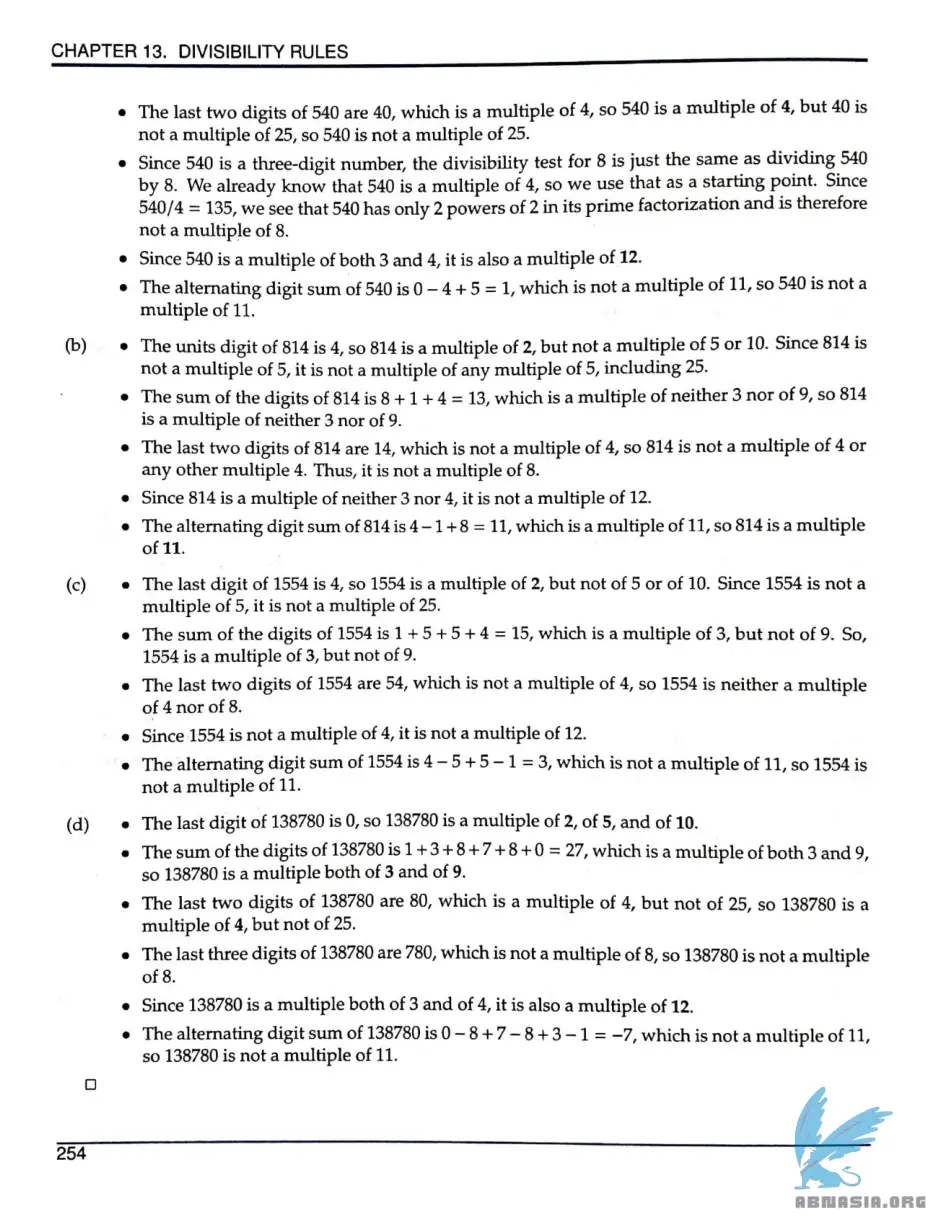 CHAPTER 13. DIVISIBILITY RULES
• The last two digits of 540 are 40, which is a multiple of 4, so 540 is a multiple of 4, but 40 is
not a multiple of 25, so 540 is not a multiple of 25.
• Since 540 is a three-digit number, the divisibility test for 8 is just the same as dividing 540
by 8. We already know that 540 is a multiple of 4, so we use that as a starting point. Since
540/4 = 135, we see that 540 has only 2 powers of 2 in its prime factorization and is therefore
not a multiple of 8.
• Since 540 is a multiple of both 3 and 4, it is also a multiple of 12.
• The alternating digit sum of 540 is 0 – 4 + 5 = 1, which is not a multiple of 11, so 540 is not a
multiple of 11.
(b) • The units digit of 814 is 4, so 814 is a multiple of 2, but not a multiple of 5 or 10. Since 814 is
not a multiple of 5, it is not a multiple of any multiple of 5, including 25.
• The sum of the digits of 814 is 8 + 1 + 4 = 13, which is a multiple of neither 3 nor of 9, so 814
is a multiple of neither 3 nor of 9.
• The last two digits of 814 are 14, which is not a multiple of 4, so 814 is not a multiple of 4 or
any other multiple 4. Thus, it is not a multiple of 8.
• Since 814 is a multiple of neither 3 nor 4, it is not a multiple of 12.
• The alternating digit sum of 814 is 4 – 1 + 8 = 11, which is a multiple of 11, so 814 is a multiple
of 11.
(c) • The last digit of 1554 is 4, so 1554 is a multiple of 2, but not of 5 or of 10. Since 1554 is not a
multiple of 5, it is not a multiple of 25.
• The sum of the digits of 1554 is 1 + 5 + 5 + 4 = 15, which is a multiple of 3, but not of 9. So,
1554 is a multiple of 3, but not of 9.
• The last two digits of 1554 are 54, which is not a multiple of 4, so 1554 is neither a multiple
of 4 nor of 8.
• Since 1554 is not a multiple of 4, it is not a multiple of 12.
• The alternating digit sum of 1554 is 4 – 5 + 5 – 1 = 3, which is not a multiple of 11, so 1554 is
not a multiple of 11.
(d) • The last digit of 138780 is 0, so 138780 is a multiple of 2, of 5, and of 10.
• The sum of the digits of 138780 is 1 + 3 + 8 + 7 + 8 + 0 = 27, which is a multiple of both 3 and 9,
so 138780 is a multiple both of 3 and of 9.
• The last two digits of 138780 are 80, which is a multiple of 4, but not of 25, so 138780 is a
multiple of 4, but not of 25.
• The last three digits of 138780 are 780, which is not a multiple of 8, so 138780 is not a multiple
of 8.
• Since 138780 is a multiple both of 3 and of 4, it is also a multiple of 12.
• The alternating digit sum of 138780 is 0 – 8 + 7 – 8 + 3 – 1 = –7, which is not a multiple of 11,
so 138780 is not a multiple of 11.
□
254
ABNASIA.ORG